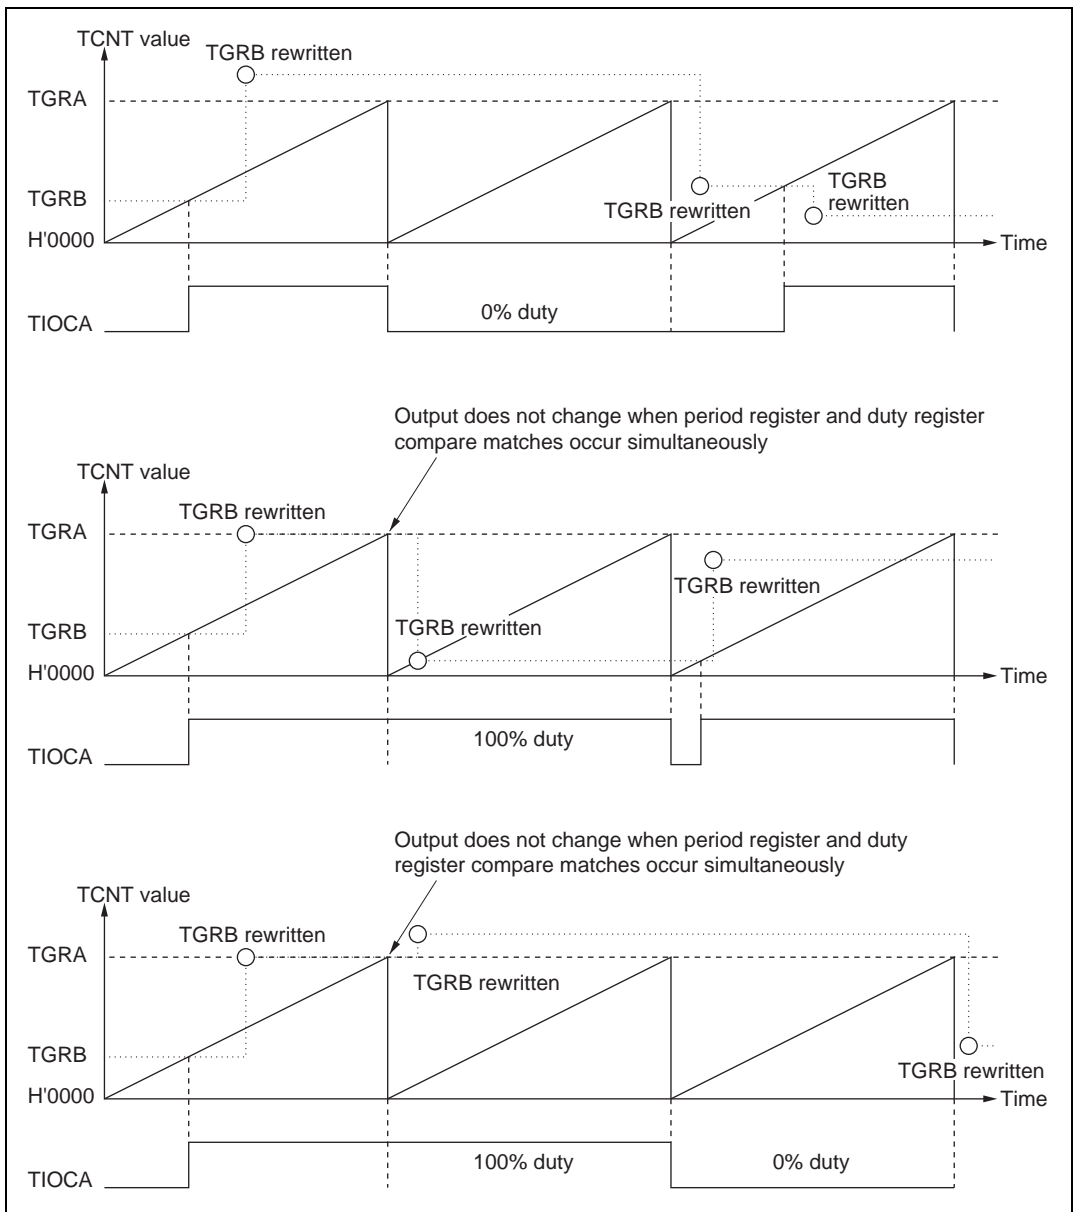 TCNT value
TGRB rewritten
TGRA
TGRB
TGRB
rewritten
TGRB rewritten
H'0000
Time
0% duty
TIOCA
Output does not change when period register and duty register
compare matches occur simultaneously
TCNT value
TGRB rewritten
TGRA
TGRB rewritten
TGRB
TGRB rewritten
H'0000
Time
100% duty
TIOCA
Output does not change when period register and duty
register compare matches occur simultaneously
TCNT value
TGRB rewritten
TGRA
TGRB rewritten
TGRB
TGRB rewritten
H'0000
Time
100% duty
0% duty
TIOCA